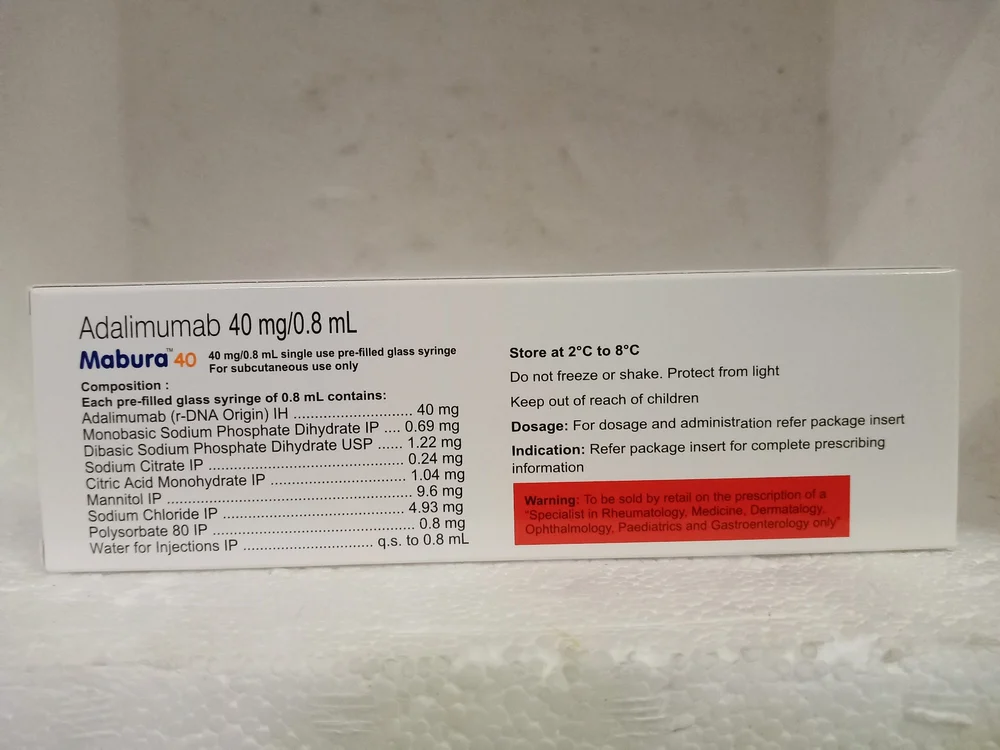 Adalimumab 40 mg/0.8 mL
Mabura™ 40
40 mg/0.8 mL single use pre-filled glass syringe
For subcutaneous use only
Composition :
Each pre-filled glass syringe of 0.8 mL contains:
Adalimumab (r-DNA Origin) IH ........................ 40 mg
Monobasic Sodium Phosphate Dihydrate IP .... 0.69 mg
Dibasic Sodium Phosphate Dihydrate USP ...... 1.22 mg
Sodium Citrate IP ........................................ 0.24 mg
Citric Acid Monohydrate IP ........................... 1.04 mg
Mannitol IP .................................................. 9.6 mg
Sodium Chloride IP ..................................... 4.93 mg
Polysorbate 80 IP .......................................... 0.8 mg
Water for Injections IP ........................... q.s. to 0.8 mL
Store at 2°C to 8°C
Do not freeze or shake. Protect from light
Keep out of reach of children
Dosage: For dosage and administration refer package insert
Indication: Refer package insert for complete prescribing
information
Warning: To be sold by retail on the prescription of a
"Specialist in Rheumatology, Medicine, Dermatalogy,
Ophthalmology, Paediatrics and Gastroenterology only"